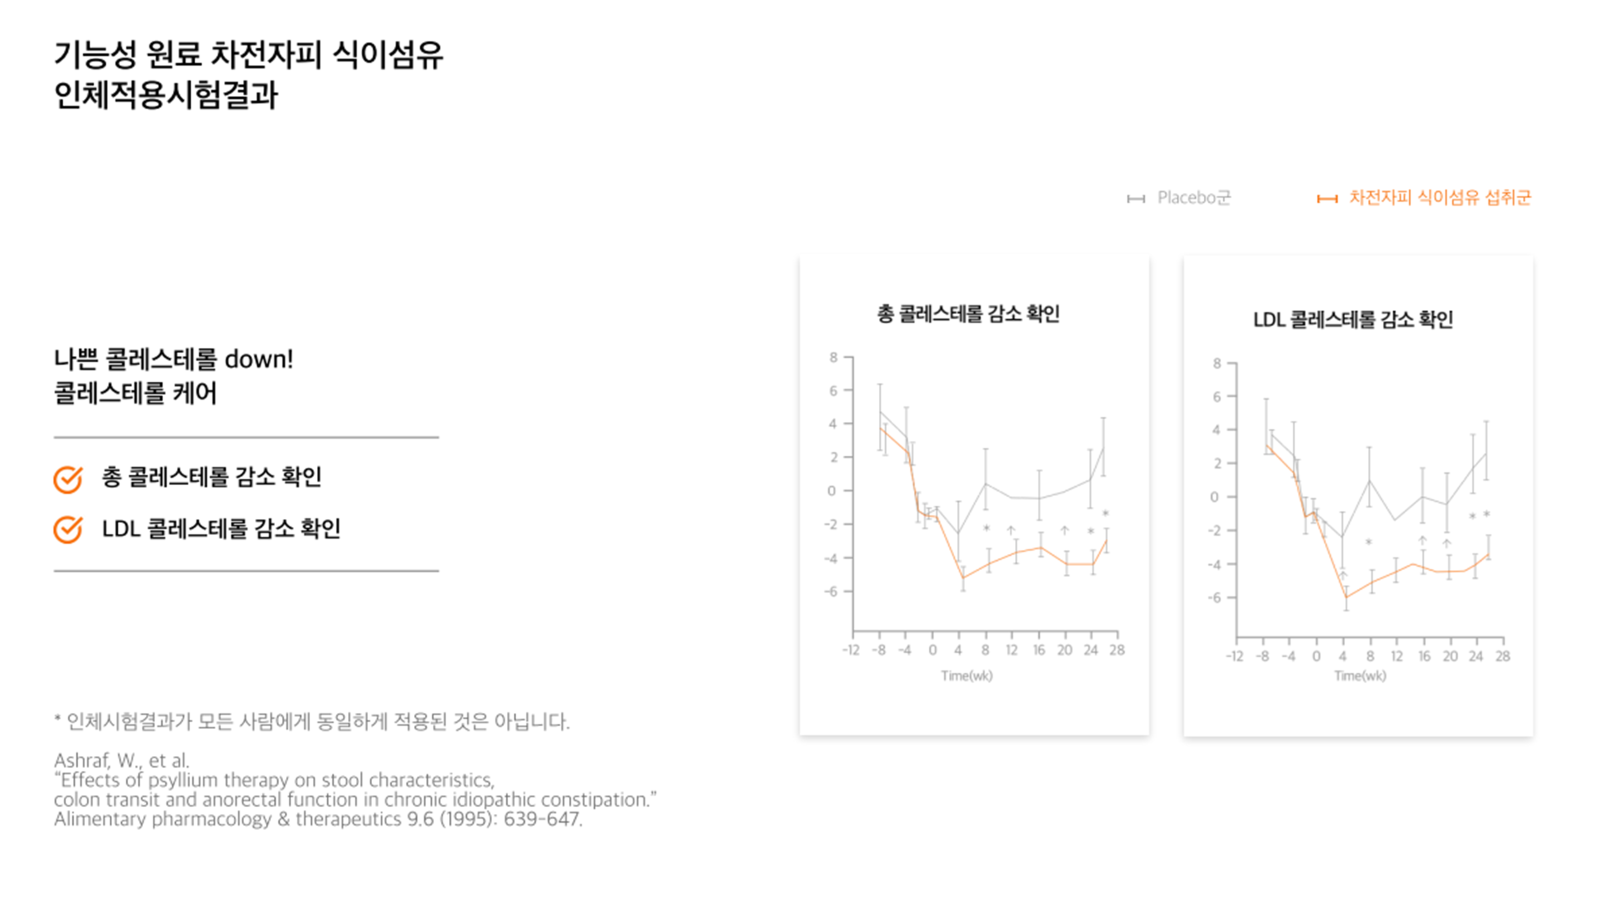 기능성 원료 차전자피 식이섬유
인체적용시험결과
Placebo군
차전자피 식이섬유 섭취군
나쁜 콜레스테롤 down!
콜레스테롤 케어
총 콜레스테롤 감소 확인
LDL 콜레스테롤 감소 확인
총 콜레스테롤 감소 확인
8
6
4
2
0
-2
-4
-6
* ↑ ↑ * *
-12 -8 -4 0 4 8 12 16 20 24 28
Time(wk)
LDL 콜레스테롤 감소 확인
8
6
4
2
0
-2
-4
-6
↑ * ↑ ↑ * *
-12 -8 -4 0 4 8 12 16 20 24 28
Time(wk)
* 인체시험결과가 모든 사람에게 동일하게 적용된 것은 아닙니다.
Ashraf, W., et al.
“Effects of psyllium therapy on stool characteristics,
colon transit and anorectal function in chronic idiopathic constipation.”
Alimentary pharmacology & therapeutics 9.6 (1995): 639-647.